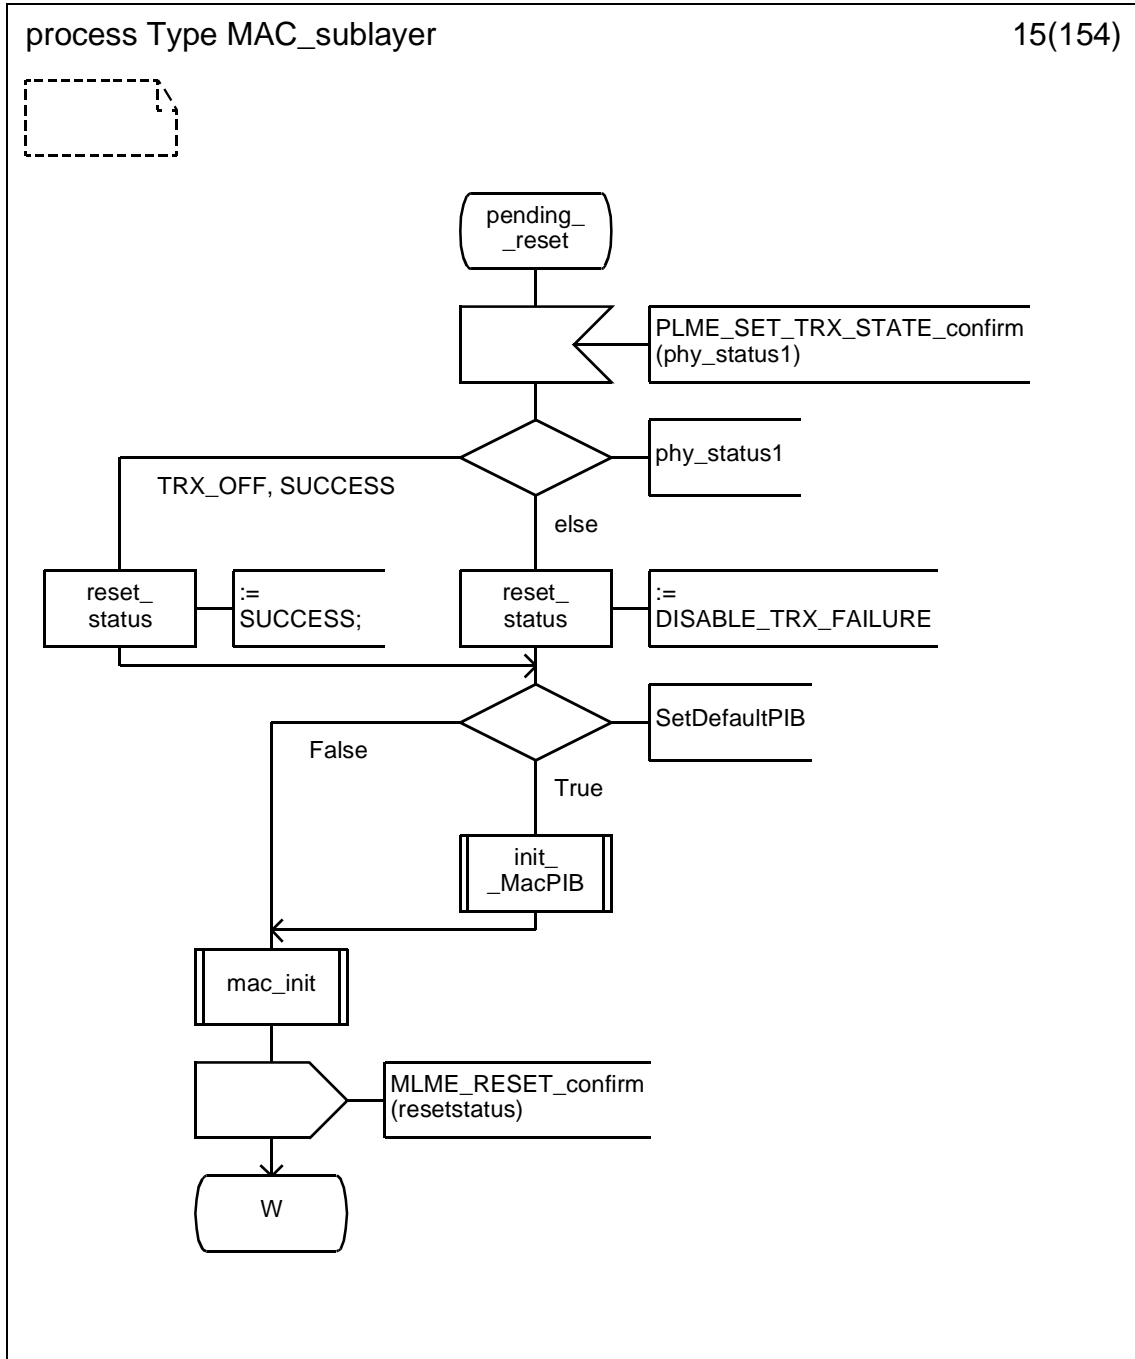 process Type MAC_sublayer
15(154)
pending_
_reset
PLME_SET_TRX_STATE_confirm
(phy_status1)
phy_status1
TRX_OFF, SUCCESS
else
reset_
status
:=
SUCCESS;
reset_
status
:=
DISABLE_TRX_FAILURE
SetDefaultPIB
False
True
init_
_MacPIB
mac_init
MLME_RESET_confirm
(resetstatus)
W